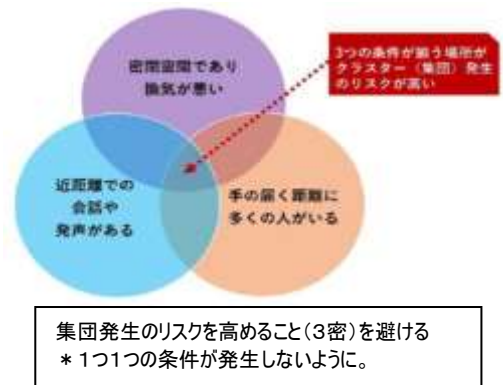 密閉空間であり
換気が悪い
3つの条件が揃う場所が
クラスター（集団）発生
のリスクが高い
近距離での
会話や
発声がある
手の届く距離に
多くの人がいる
集団発生のリスクを高めること（３密）を避ける
＊１つ１つの条件が発生しないように。